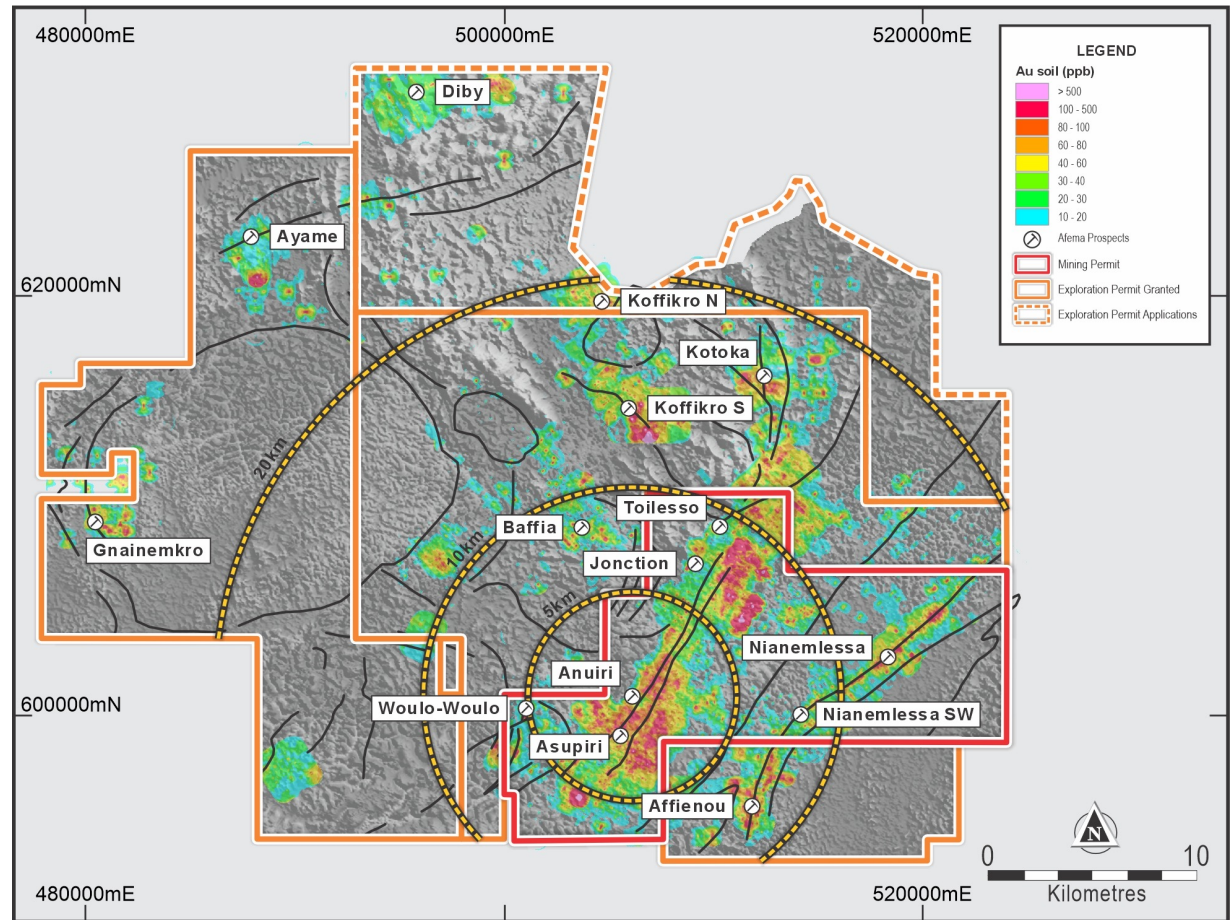 480000mE
500000mE
520000mE
LEGEND
Au soil (ppb)
> 500
100 - 500
80 - 100
60 - 80
40 - 60
30 - 40
20 - 30
10 - 20
Afema Prospects
Mining Permit
Exploration Permit Granted
Exploration Permit Applications
Diby
Ayame
620000mN
Koffikro N
Kotoka
Koffikro S
20km
Toilesso
Baffia
Gnainemkro
10km
Jonction
5km
Nianemlessa
Anuiri
Woulo-Woulo
600000mN
Nianemlessa SW
Asupiri
Affienou
N
0
10
Kilometres
480000mE
520000mE